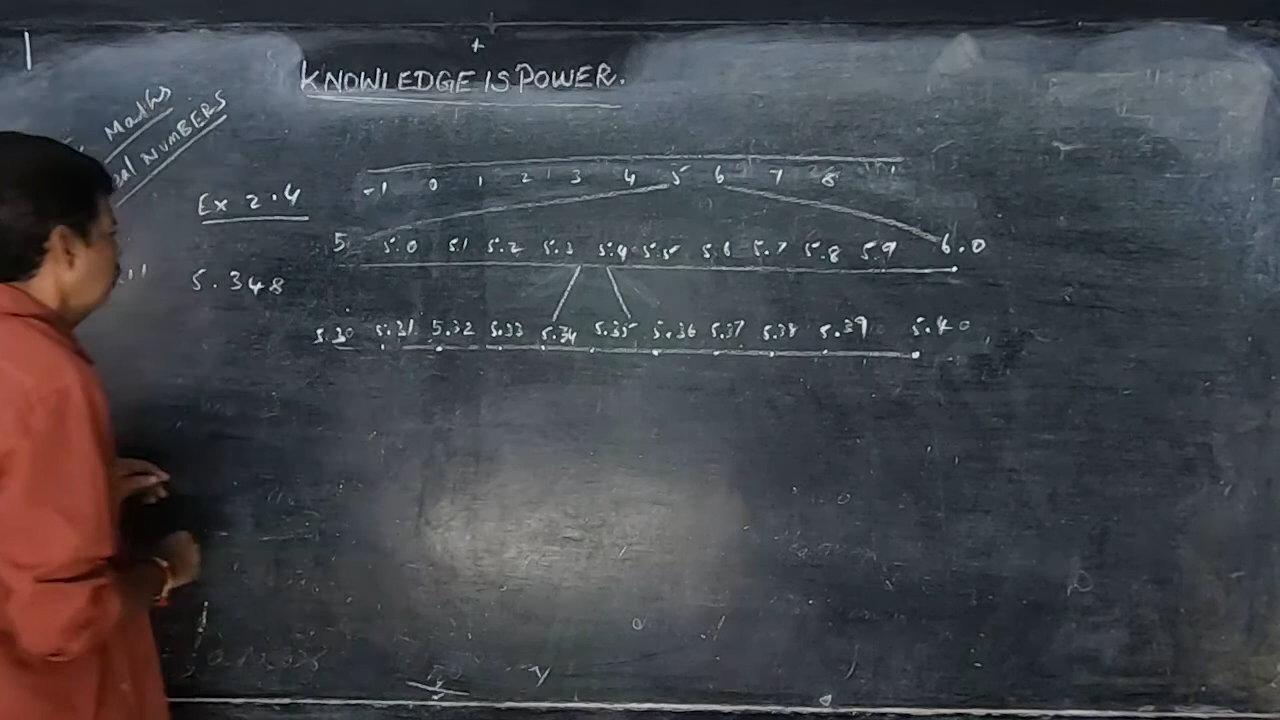 KNOWLEDGE IS POWER.
Maths
NUMBERS
Ex 2.4
-1 0 1 2 3 4 5 6 7 8
5 5.0 5.1 5.2 5.3 5.4 5.5 5.6 5.7 5.8 5.9 6.0
5.348
5.30 5.31 5.32 5.33 5.34 5.35 5.36 5.37 5.38 5.39 5.40